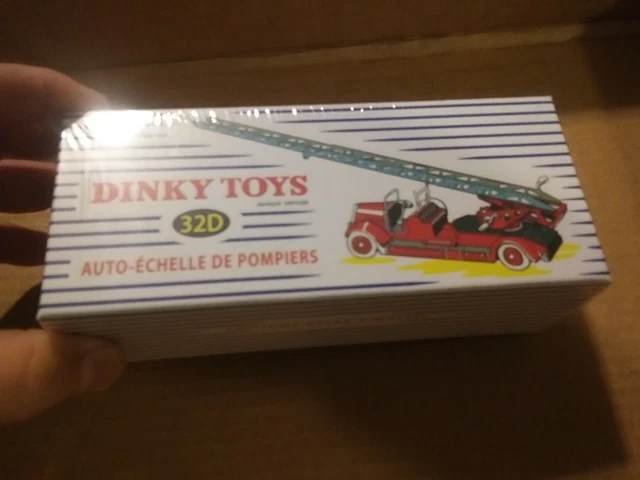 DINKY TOYS
32D
AUTO-ÉCHELLE DE POMPIERS